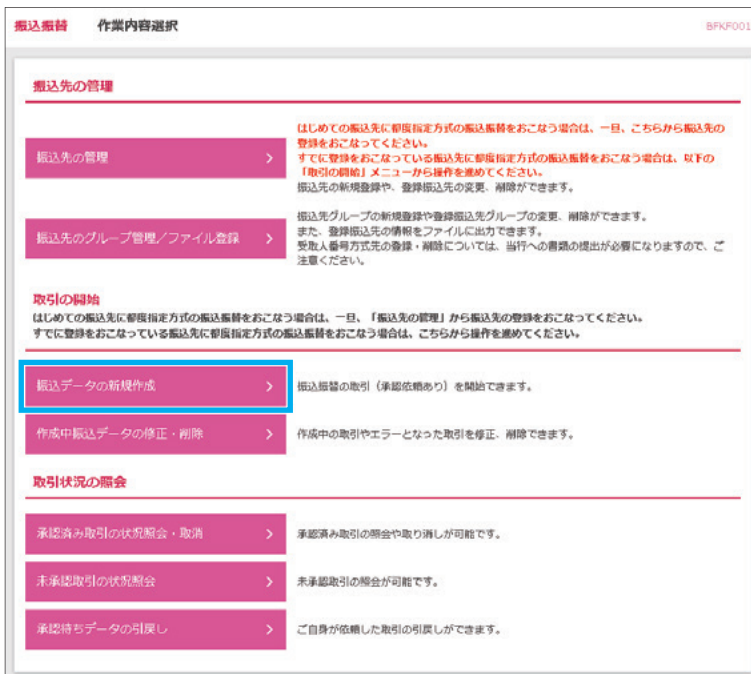 振込振替 作業内容選択 BFKF001
振込先の管理
振込先の管理
はじめての振込先に都度指定方式の振込振替をおこなう場合は、一旦、こちらから振込先の
登録をおこなってください。
すでに登録をおこなっている振込先に都度指定方式の振込振替をおこなう場合は、以下の
「取引の開始」メニューから操作を進めてください。
振込先の新規登録や、登録振込先の変更、削除ができます。
振込先のグループ管理／ファイル登録
振込先グループの新規登録や登録振込先グループの変更、削除ができます。
また、登録振込先の情報をファイルに出力できます。
受取人番号方式先の登録・削除については、当行への書類の提出が必要になりますので、ご
注意ください。
取引の開始
はじめての振込先に都度指定方式の振込振替をおこなう場合は、一旦、「振込先の管理」から振込先の登録をおこなってください。
すでに登録をおこなっている振込先に都度指定方式の振込振替をおこなう場合は、こちらから操作を進めてください。
振込データの新規作成
振込振替の取引（承認依頼あり）を開始できます。
作成中振込データの修正・削除
作成中の取引やエラーとなった取引を修正、削除できます。
取引状況の照会
承認済み取引の状況照会・取消
承認済み取引の照会や取り消しが可能です。
未承認取引の状況照会
未承認取引の照会が可能です。
承認待ちデータの引戻し
ご自身が依頼した取引の引戻しができます。